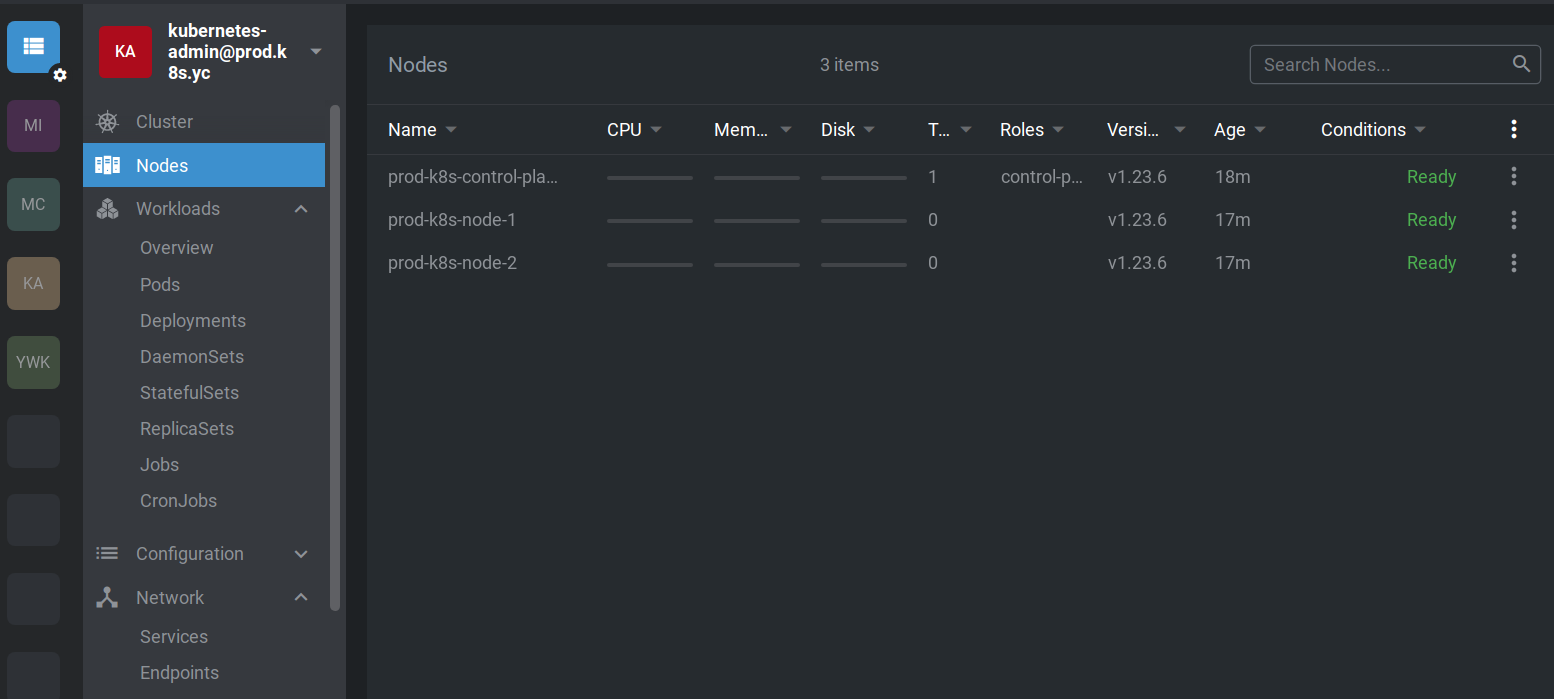 KA
kubernetes-
admin@prod.k
8s.yc
MI
MC
KA
YWK
Cluster
Nodes
Workloads
Overview
Pods
Deployments
DaemonSets
StatefulSets
ReplicaSets
Jobs
CronJobs
Configuration
Network
Services
Endpoints
Nodes 3 items Search Nodes...
Name CPU Mem... Disk T... Roles Versi... Age Conditions
prod-k8s-control-pla... 1 control-p... v1.23.6 18m Ready
prod-k8s-node-1 0 v1.23.6 17m Ready
prod-k8s-node-2 0 v1.23.6 17m Ready